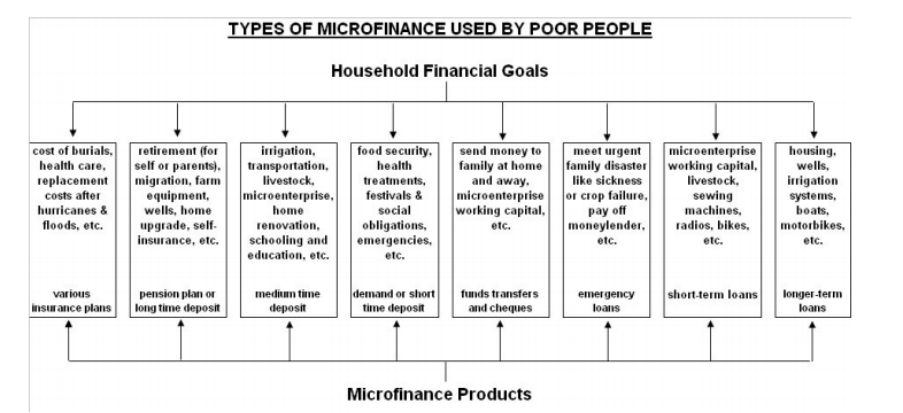 TYPES OF MICROFINANCE USED BY POOR PEOPLE
Household Financial Goals
cost of burials,
health care,
replacement
costs after
hurricanes &
floods, etc.
various
insurance plans
retirement (for
self or parents),
migration, farm
equipment,
wells, home
upgrade, self-
insurance, etc.
pension plan or
long time deposit
irrigation,
transportation,
livestock,
microenterprise,
home
renovation,
schooling and
education, etc.
medium time
deposit
food security,
health
treatments,
festivals &
social
obligations,
emergencies,
etc.
demand or short
time deposit
send money to
family at home
and away,
microenterprise
working capital,
etc.
funds transfers
and cheques
meet urgent
family disaster
like sickness
or crop failure,
pay off
moneylender,
etc.
emergency
loans
microenterprise
working capital,
livestock,
sewing
machines,
radios, bikes,
etc.
short-term loans
housing,
wells,
irrigation
systems,
boats,
motorbikes,
etc.
longer-term
loans
Microfinance Products